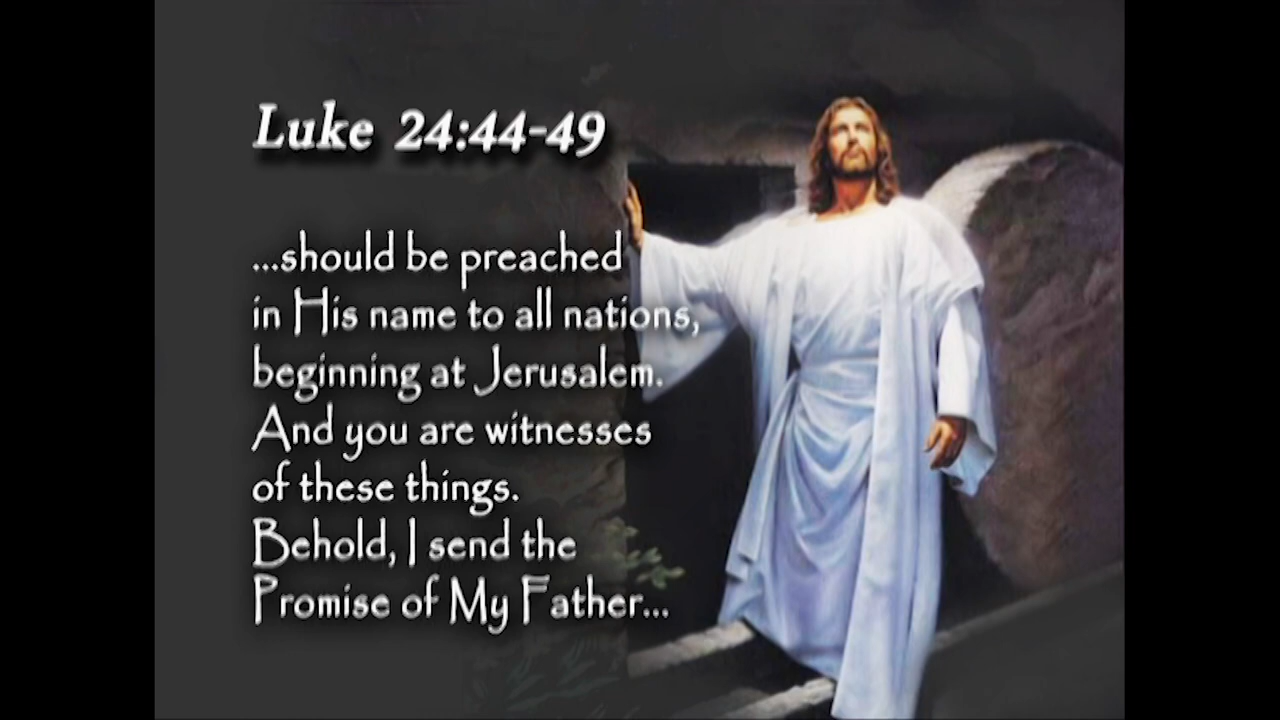 Luke 24:44-49
...should be preached
in His name to all nations,
beginning at Jerusalem.
And you are witnesses
of these things.
Behold, I send the
Promise of My Father...